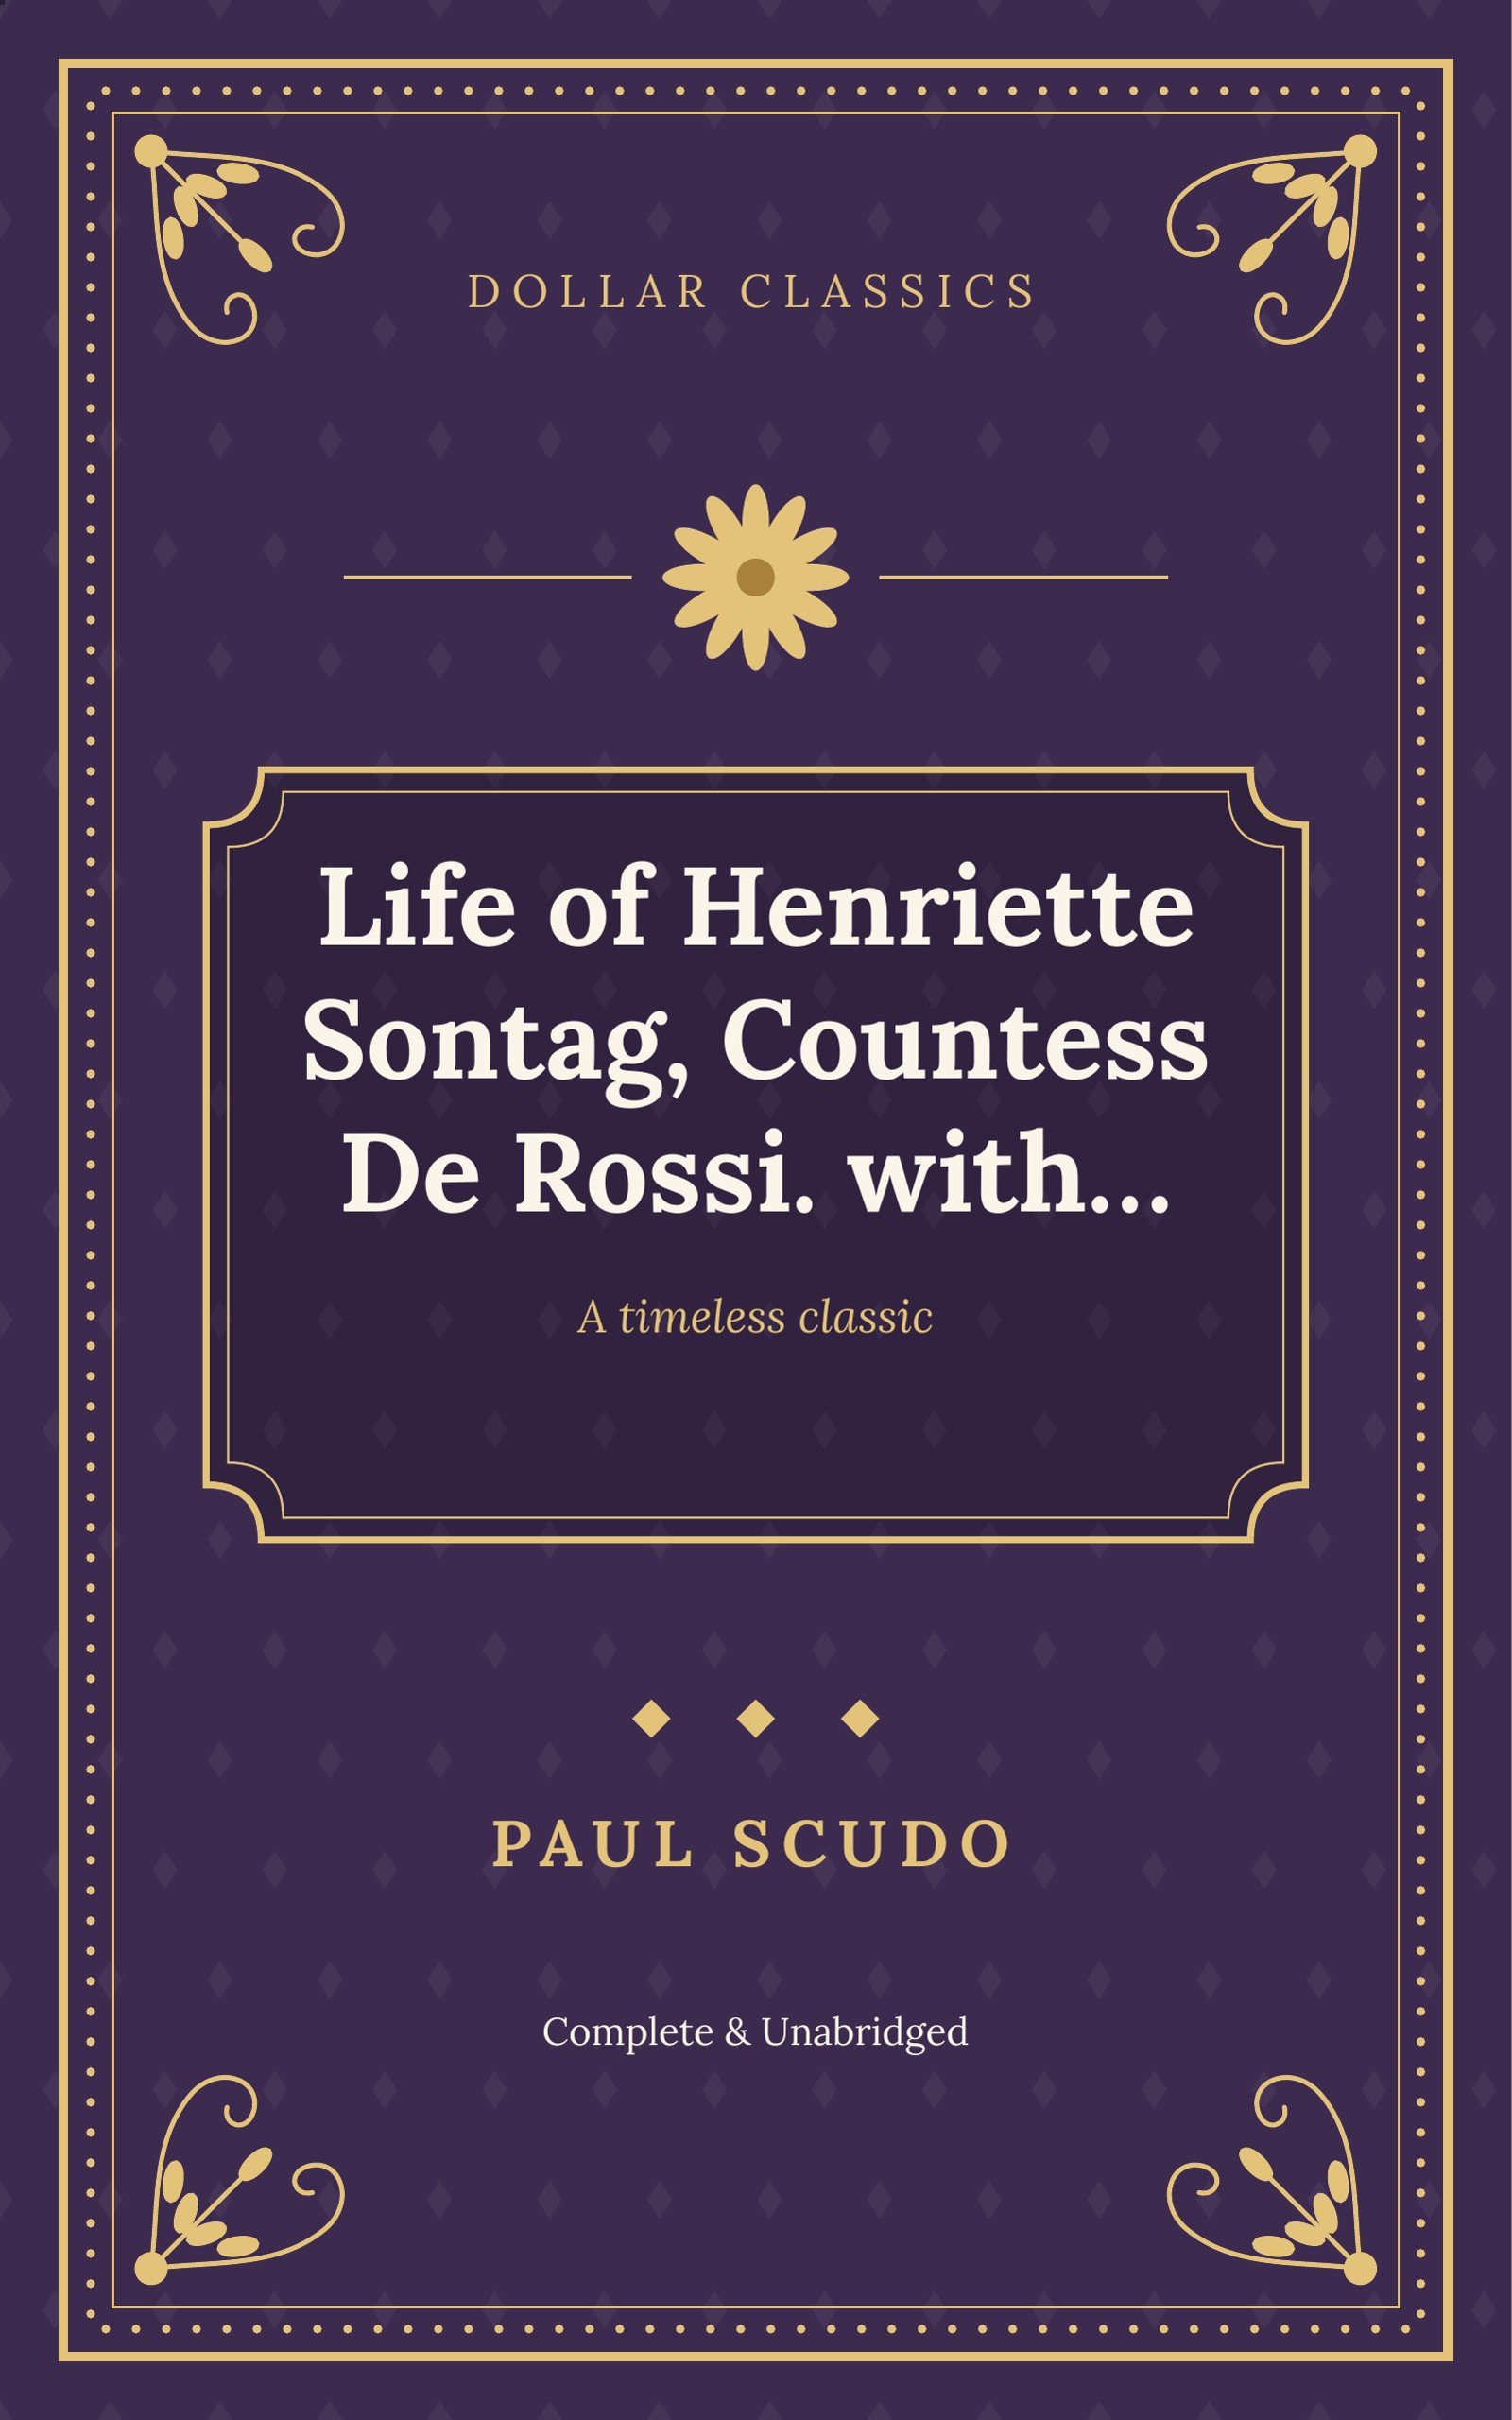 DOLLAR CLASSICS
Life of Henriette
Sontag, Countess
De Rossi. with...
A timeless classic
PAUL SCUDO
Complete & Unabridged